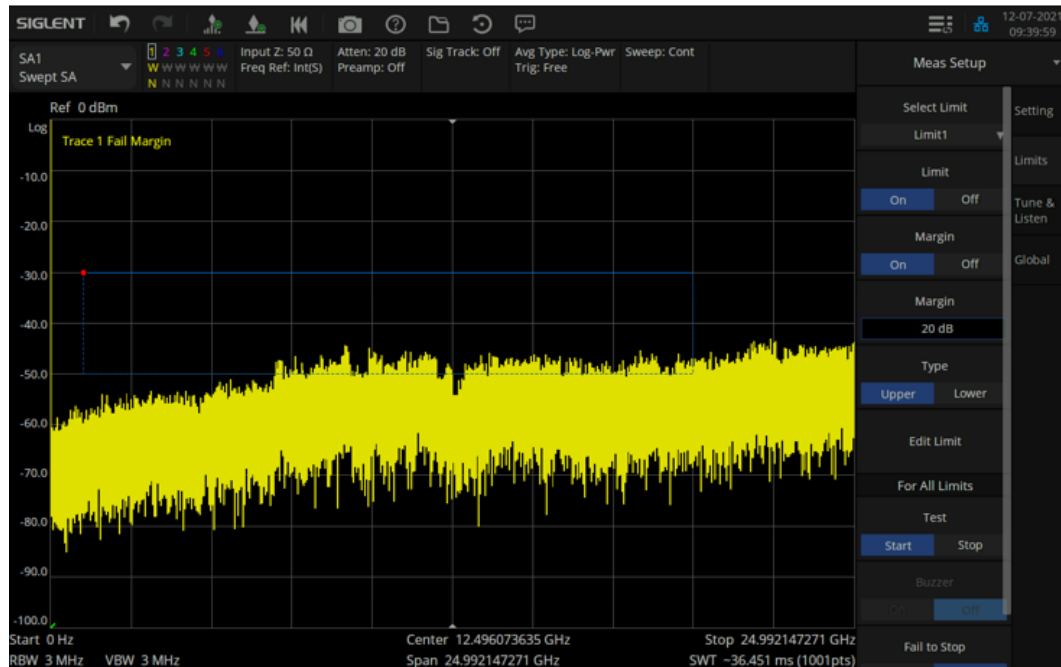 SIGLENT
12-07-2021
09:39:59
SA1
Swept SA
1 2 3 4 5 6
W W W W W W
N N N N N N
Input Z: 50 Ω
Freq Ref: Int(S)
Atten: 20 dB
Preamp: Off
Sig Track: Off
Avg Type: Log-Pwr
Trig: Free
Sweep: Cont
Meas Setup
Ref 0 dBm
Log
Trace 1 Fail Margin
-10.0
-20.0
-30.0
-40.0
-50.0
-60.0
-70.0
-80.0
-90.0
-100.0
Start 0 Hz
Center 12.496073635 GHz
Stop 24.992147271 GHz
RBW 3 MHz
VBW 3 MHz
Span 24.992147271 GHz
SWT ~36.451 ms (1001pts)
Select Limit
Limit1
Limit
On Off
Margin
On Off
Margin
20 dB
Type
Upper Lower
Edit Limit
For All Limits
Test
Start Stop
Buzzer
On Off
Fail to Stop
Setting
Limits
Tune &
Listen
Global